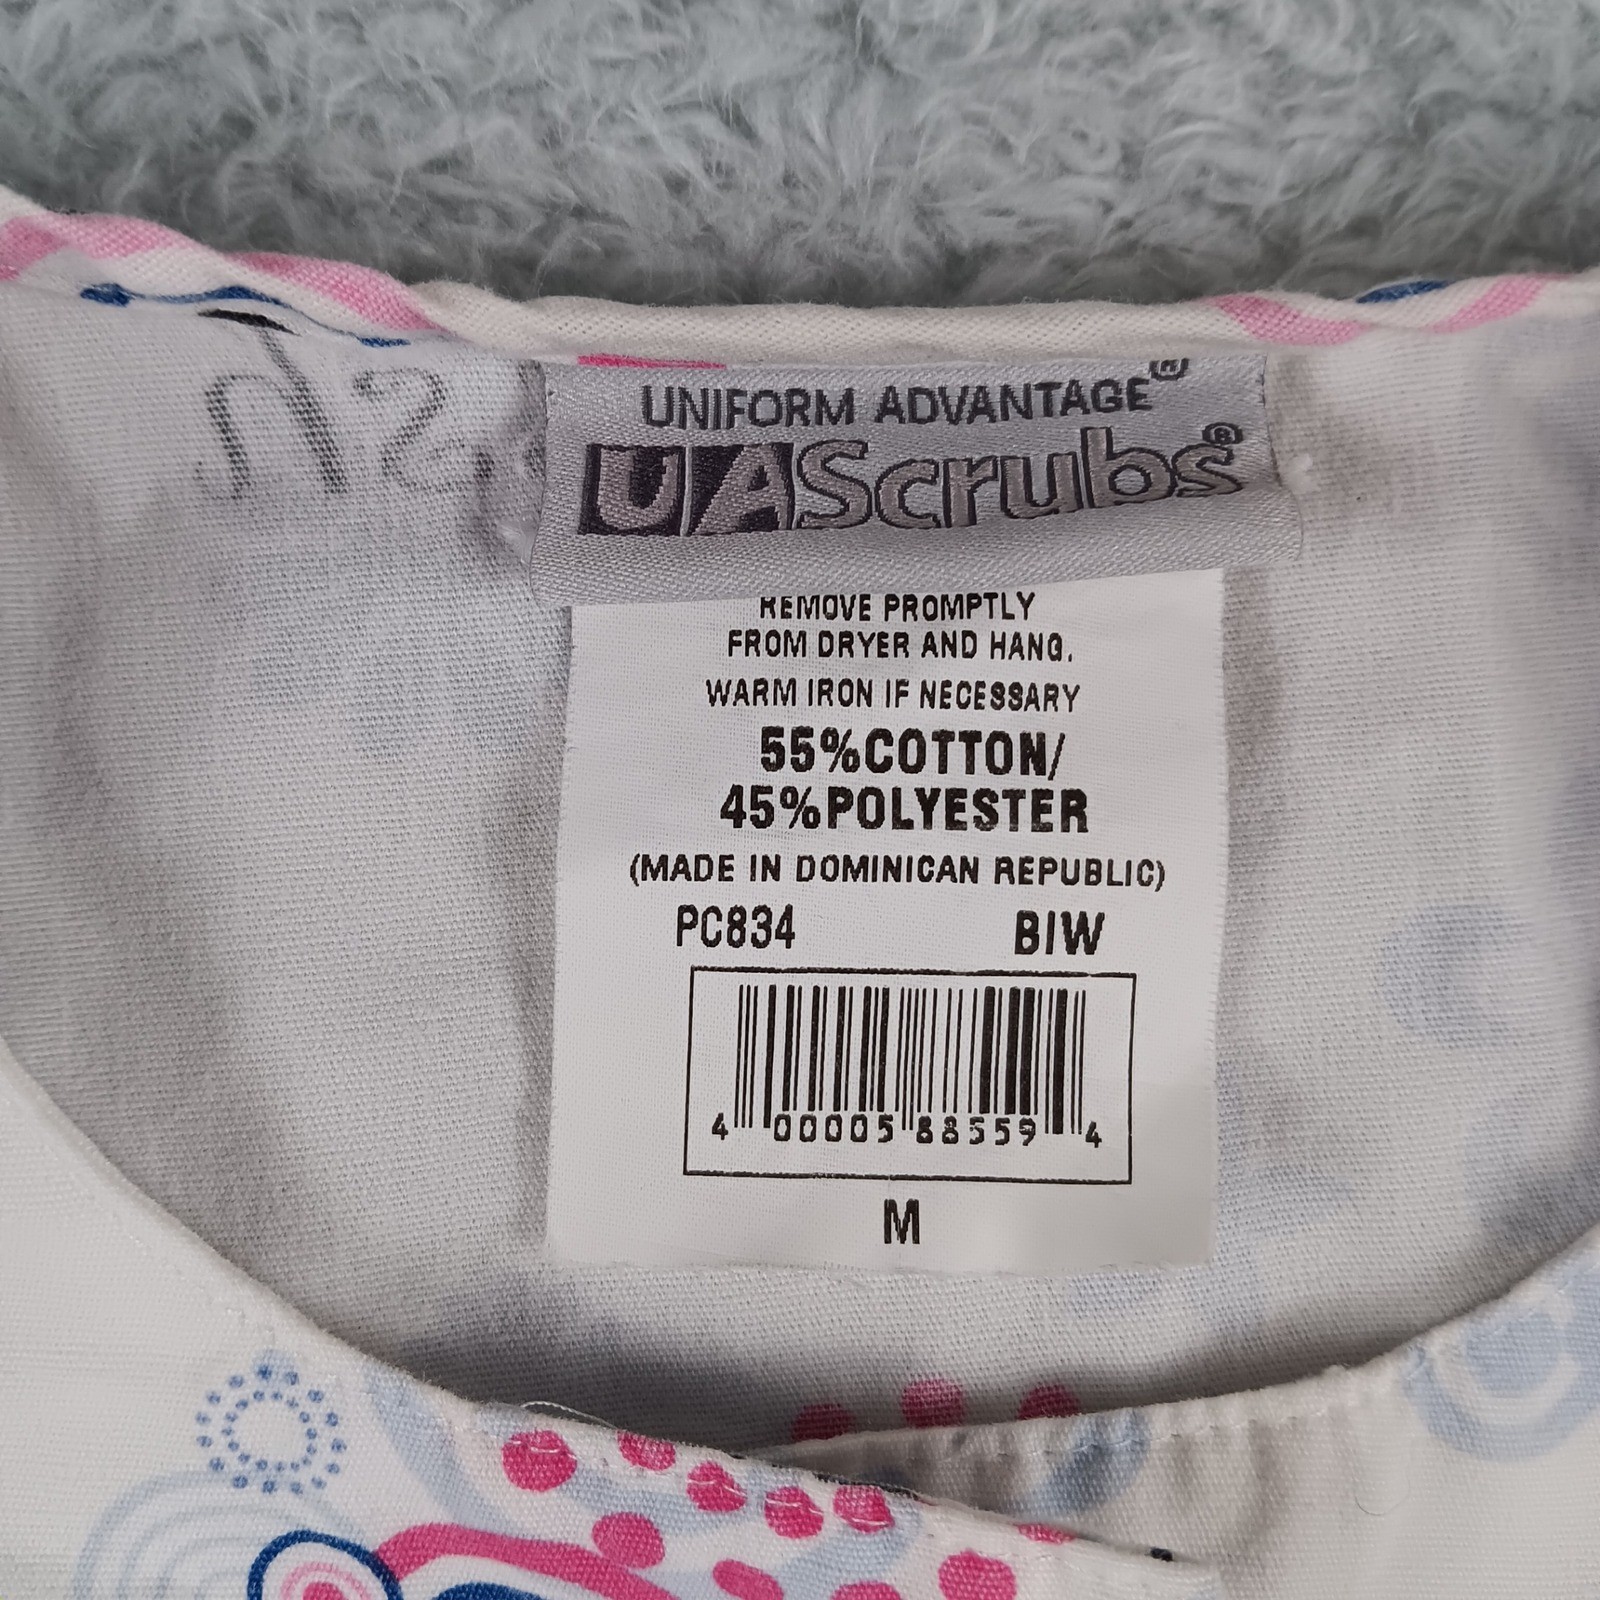 UNIFORM ADVANTAGE®
UAScrubs®
REMOVE PROMPTLY
FROM DRYER AND HANG.
WARM IRON IF NECESSARY
55%COTTON/
45%POLYESTER
(MADE IN DOMINICAN REPUBLIC)
PC834 BIW
4 00005 88559 4
M